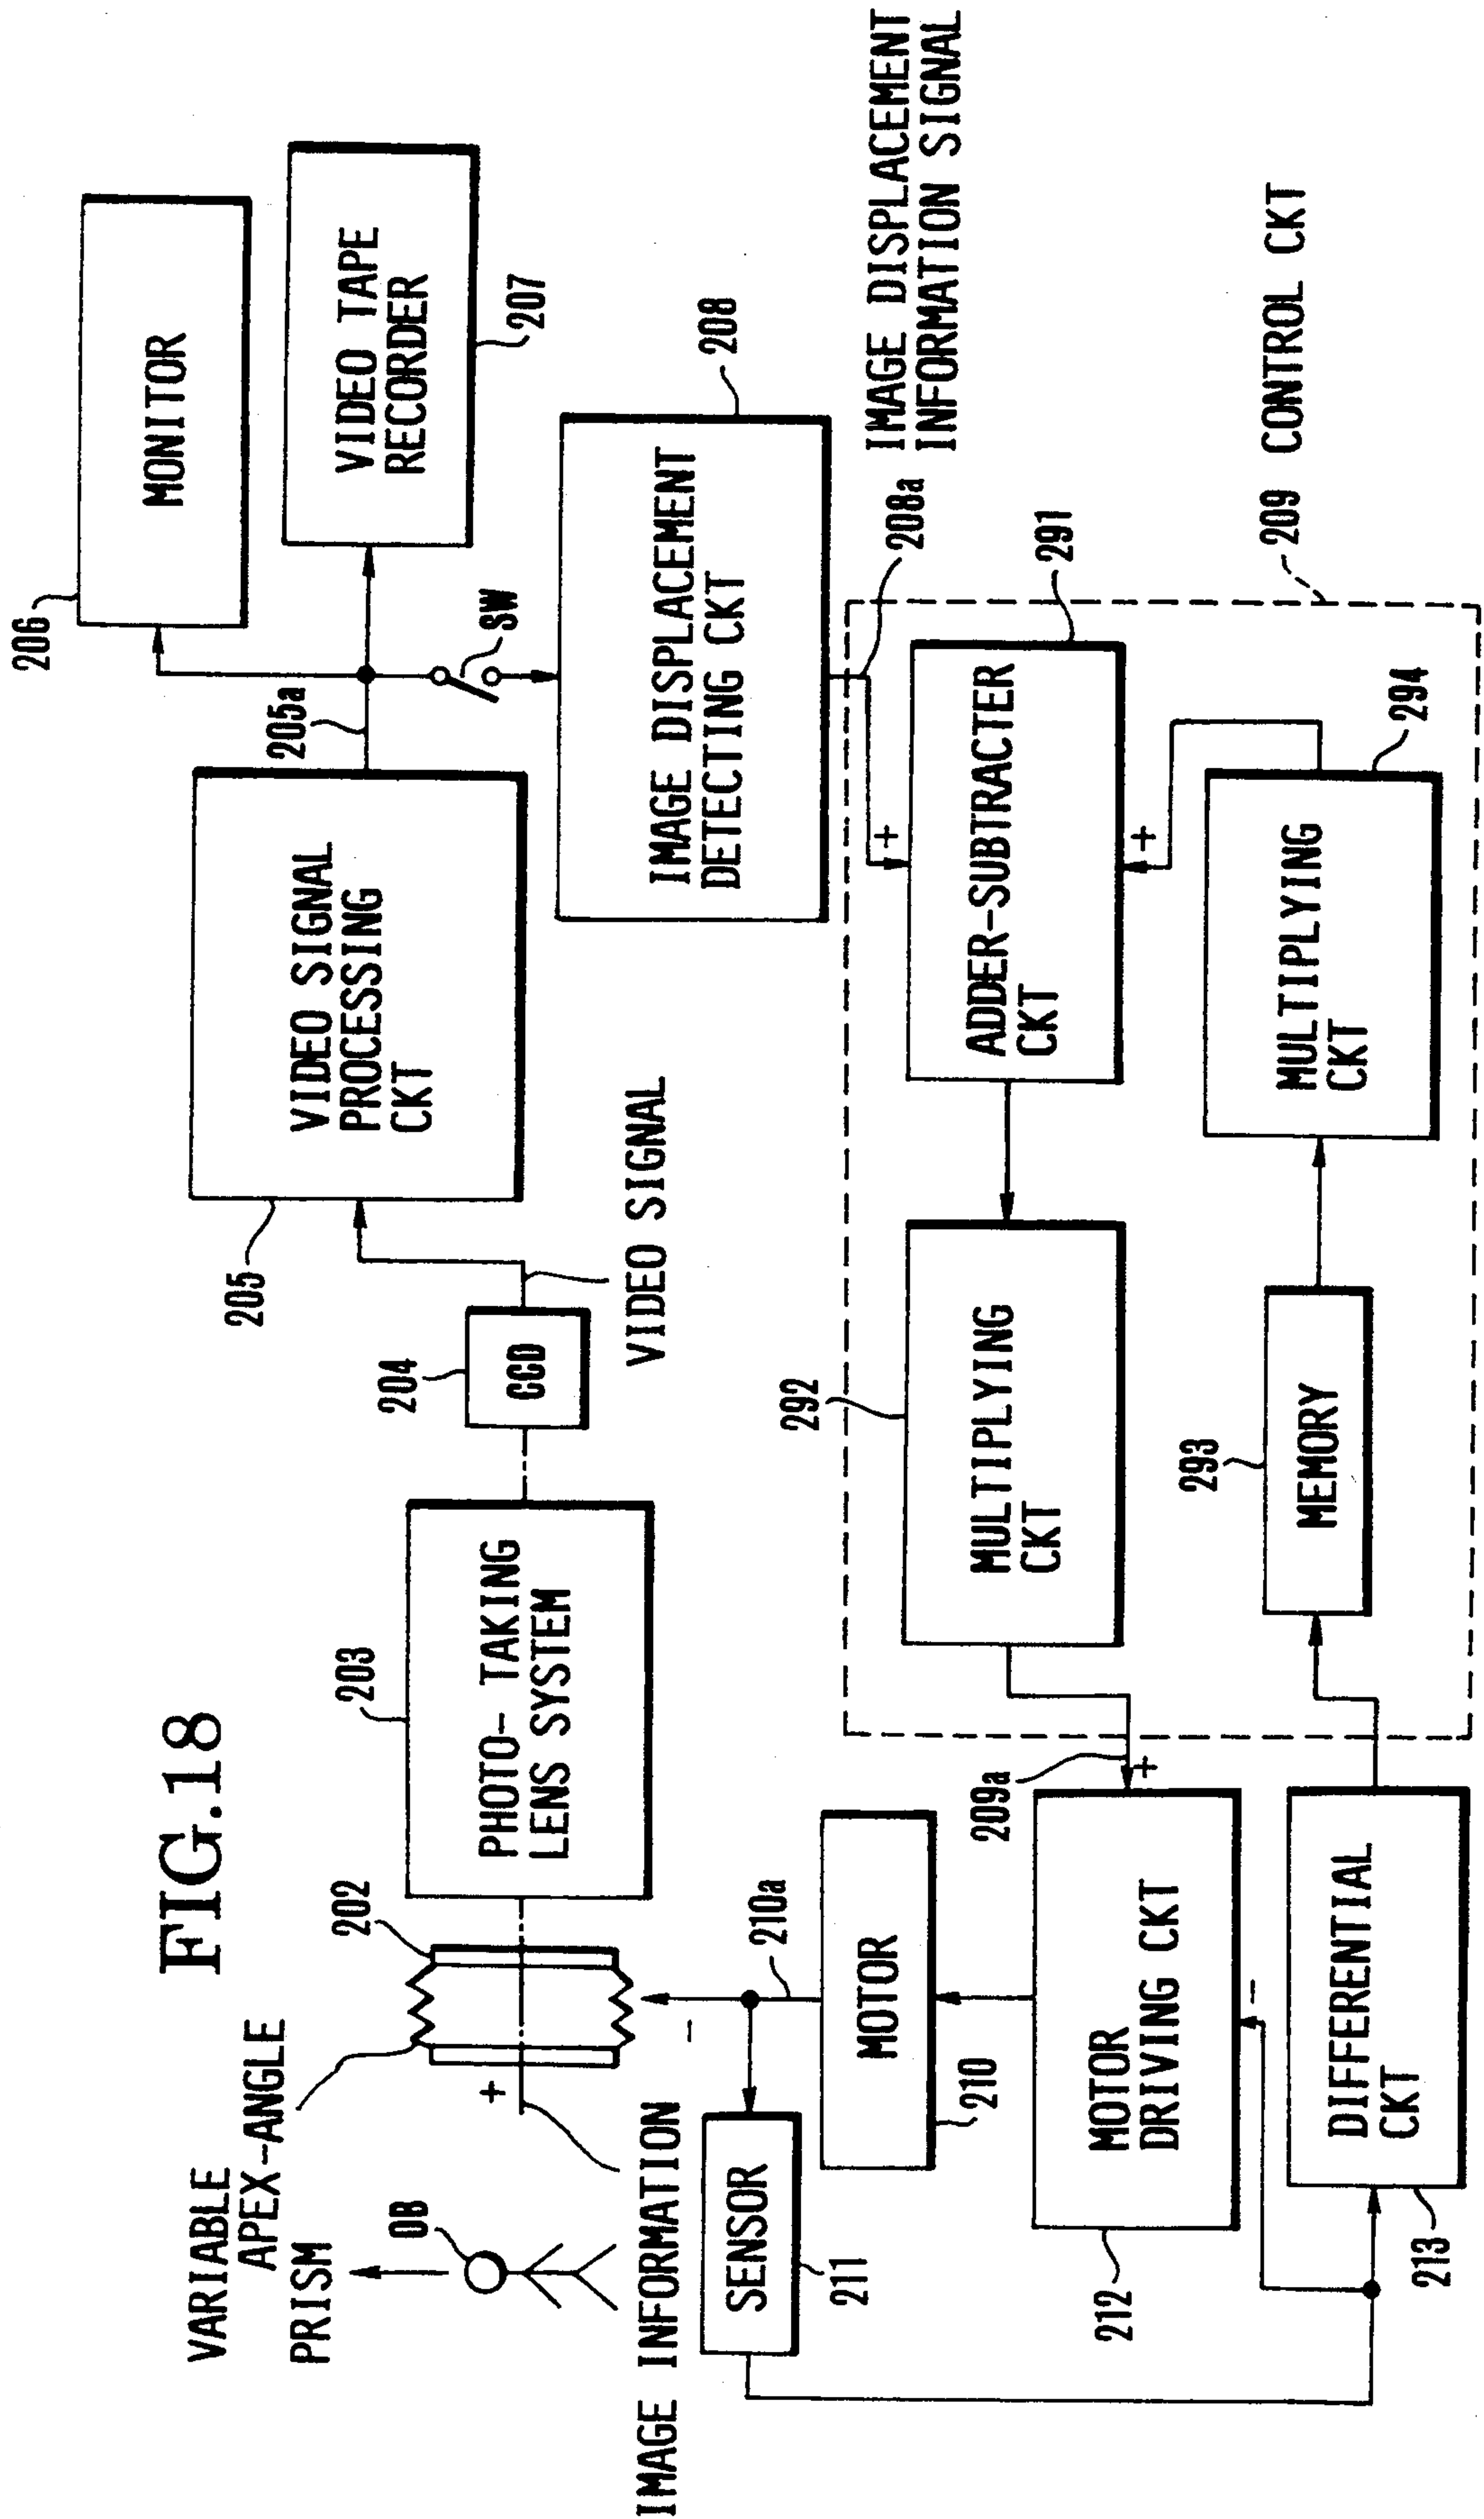 FIG.18
VARIABLE
APEX-ANGLE
PRISM
OB
IMAGE INFORMATION
+
-
202
203
PHOTO- TAKING
LENS SYSTEM
204
CCD
VIDEO SIGNAL
205
VIDEO SIGNAL
PROCESSING
CKT
205a
206
MONITOR
VIDEO TAPE
RECORDER
207
SW
IMAGE DISPLACEMENT
DETECTING CKT
208
208a
IMAGE DISPLACEMENT
INFORMATION SIGNAL
SENSOR
211
210a
MOTOR
210
209a
+
MOTOR
DRIVING CKT
-
212
DIFFERENTIAL
CKT
213
292
MULTIPLYING
CKT
+
ADDER-SUBTRACTER
CKT
291
+
293
MEMORY
MULTIPLYING
CKT
294
209 CONTROL CKT